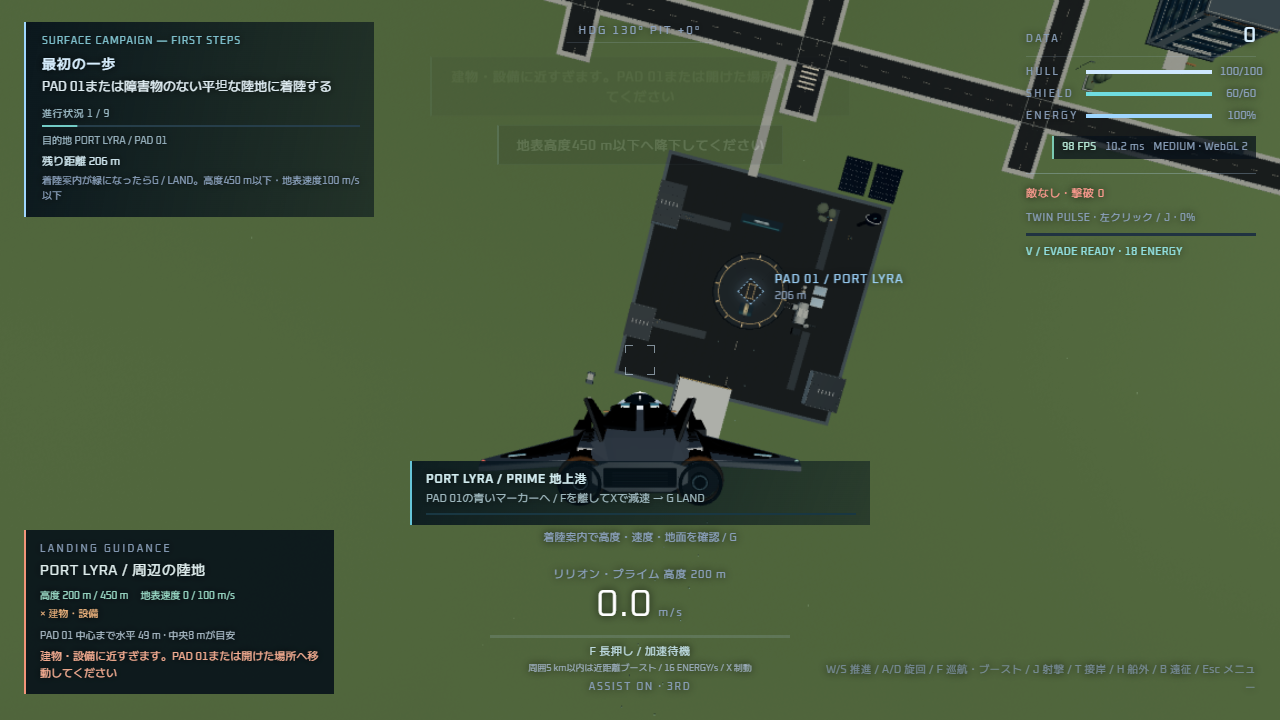 SURFACE CAMPAIGN — FIRST STEPS
最初の一歩
PAD 01または障害物のない平坦な陸地に着陸する
進行状況 1 / 9
目的地 PORT LYRA / PAD 01
残り距離 206 m
着陸案内が緑になったらG / LAND。高度450 m以下・地表速度100 m/s
以下
HDG 130° PIT +0°
建物・設備に近すぎます。PAD 01または開けた場所へ移動し
てください
地表高度450 m以下へ降下してください
DATA 0
HULL 100/100
SHIELD 60/60
ENERGY 100%
98 FPS 10.2 ms MEDIUM · WebGL 2
敵なし・撃破 0
TWIN PULSE · 左クリック / J · 0%
V / EVADE READY · 18 ENERGY
PAD 01 / PORT LYRA
206 m
PORT LYRA / PRIME 地上港
PAD 01の青いマーカーへ / Fを離してXで減速 → G LAND
着陸案内で高度・速度・地面を確認 / G
リリオン・プライム 高度 200 m
0.0 m/s
F 長押し / 加速待機
周囲5 km以内は近距離ブースト / 16 ENERGY/s / X 制動
ASSIST ON · 3RD
LANDING GUIDANCE
PORT LYRA / 周辺の陸地
高度 200 m / 450 m 地表速度 0 / 100 m/s
× 建物・設備
PAD 01 中心まで水平 49 m · 中央8 mが目安
建物・設備に近すぎます。PAD 01または開けた場所へ移
動してください
W/S 推進 / A/D 旋回 / F 巡航・ブースト / J 射撃 / T 接岸 / H 船外 / B 遠征 / Esc メニュ
ー